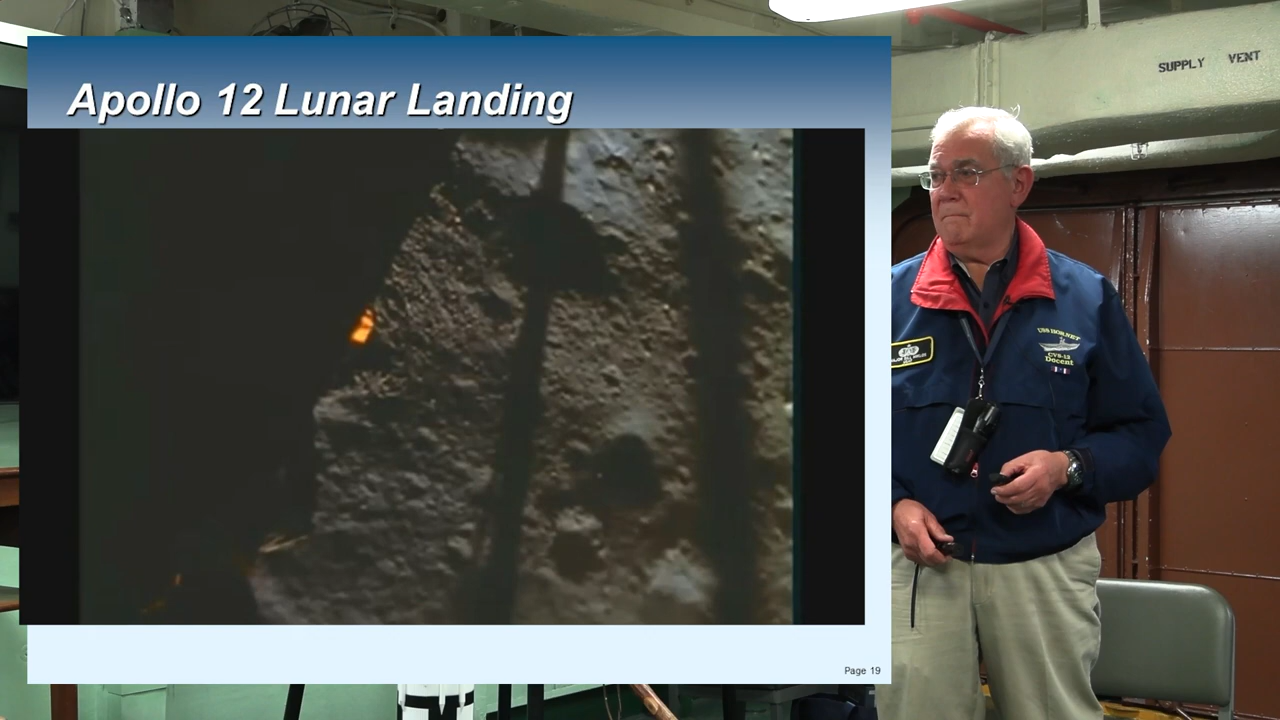 Apollo 12 Lunar Landing
SUPPLY VENT
USS HORNET
CVS-12
Docent
Page 19